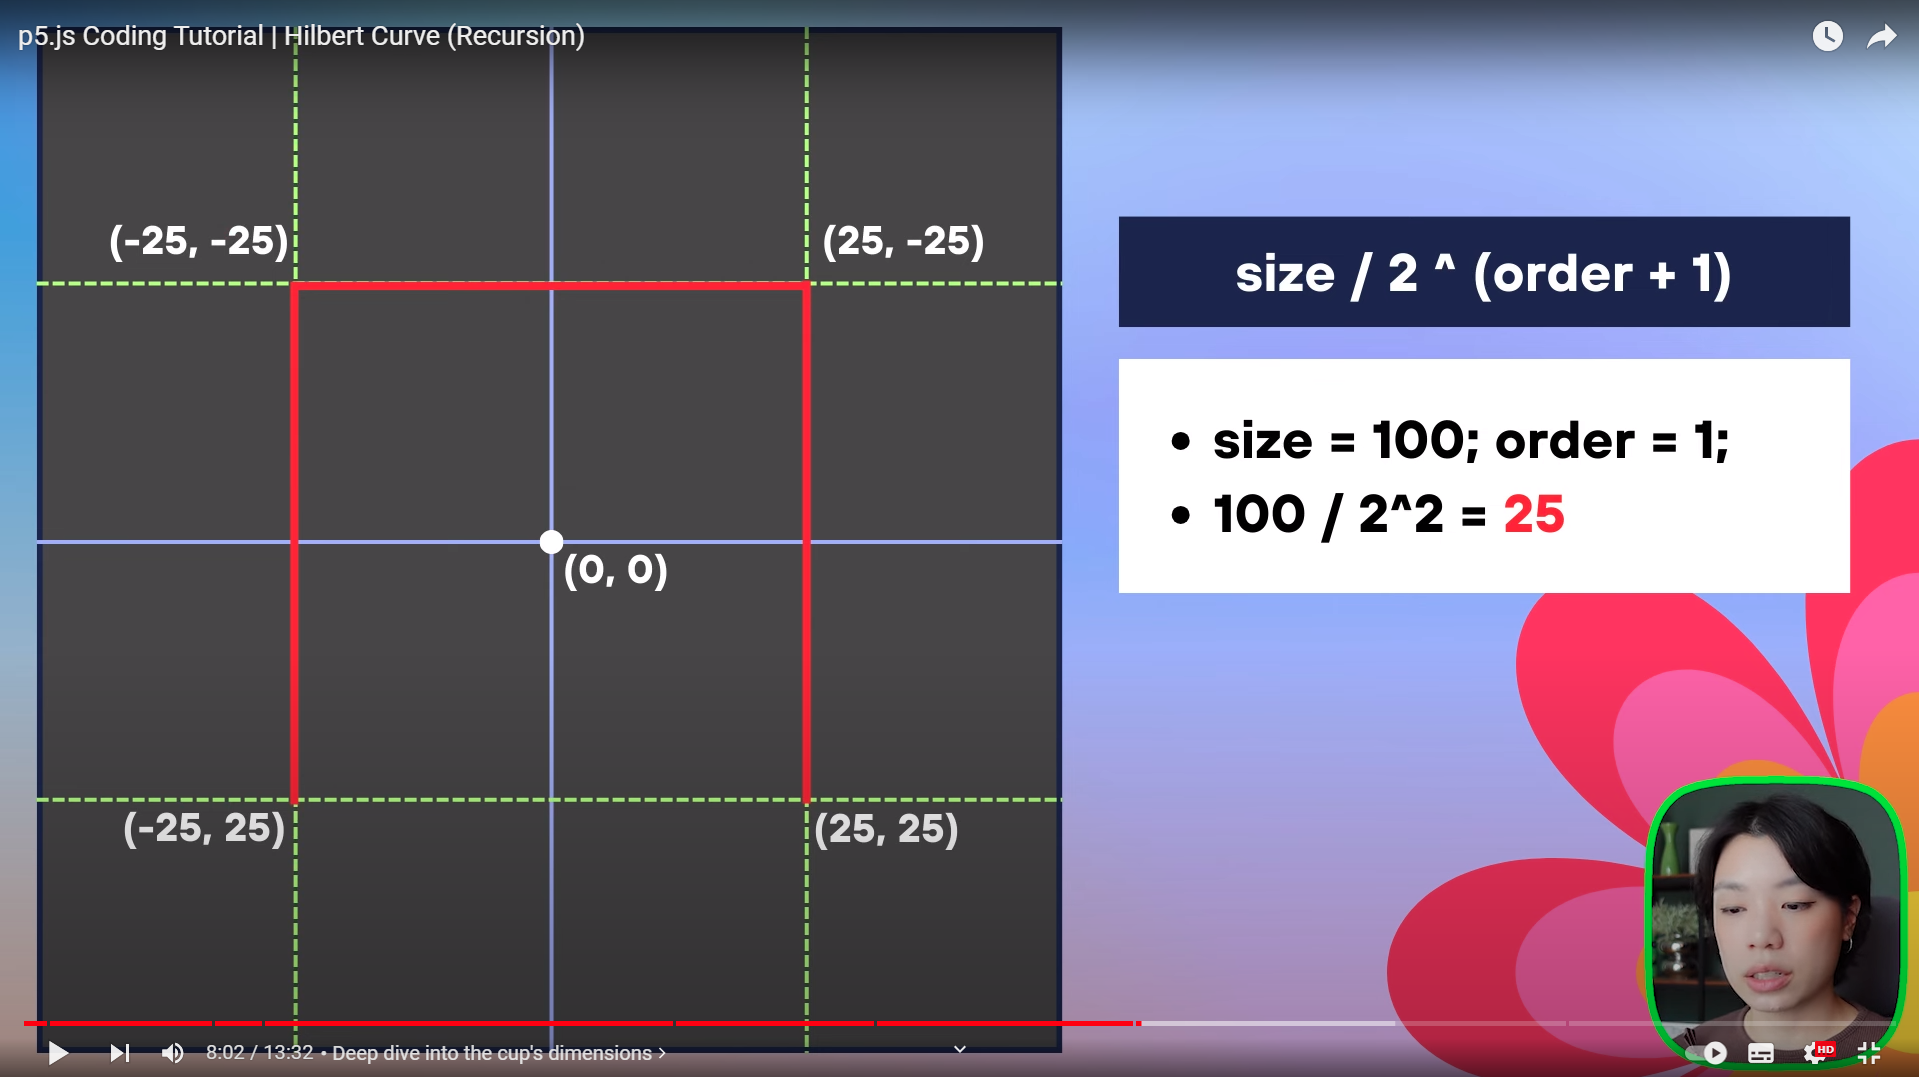 p5.js Coding Tutorial | Hilbert Curve (Recursion)
(-25, -25)
(25, -25)
(0, 0)
(-25, 25)
(25, 25)
size / 2 ^ (order + 1)
• size = 100; order = 1;
• 100 / 2^2 = 25
8:02 / 13:32 • Deep dive into the cup's dimensions >
HD